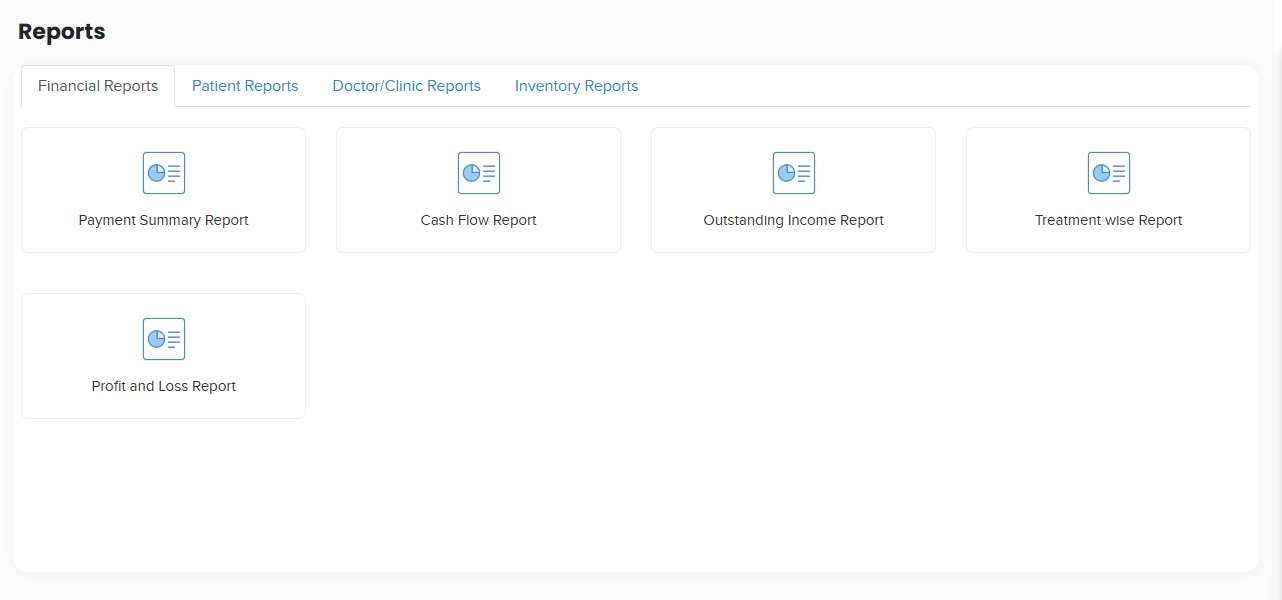 Reports
Financial Reports Patient Reports Doctor/Clinic Reports Inventory Reports
Payment Summary Report Cash Flow Report Outstanding Income Report Treatment wise Report
Profit and Loss Report